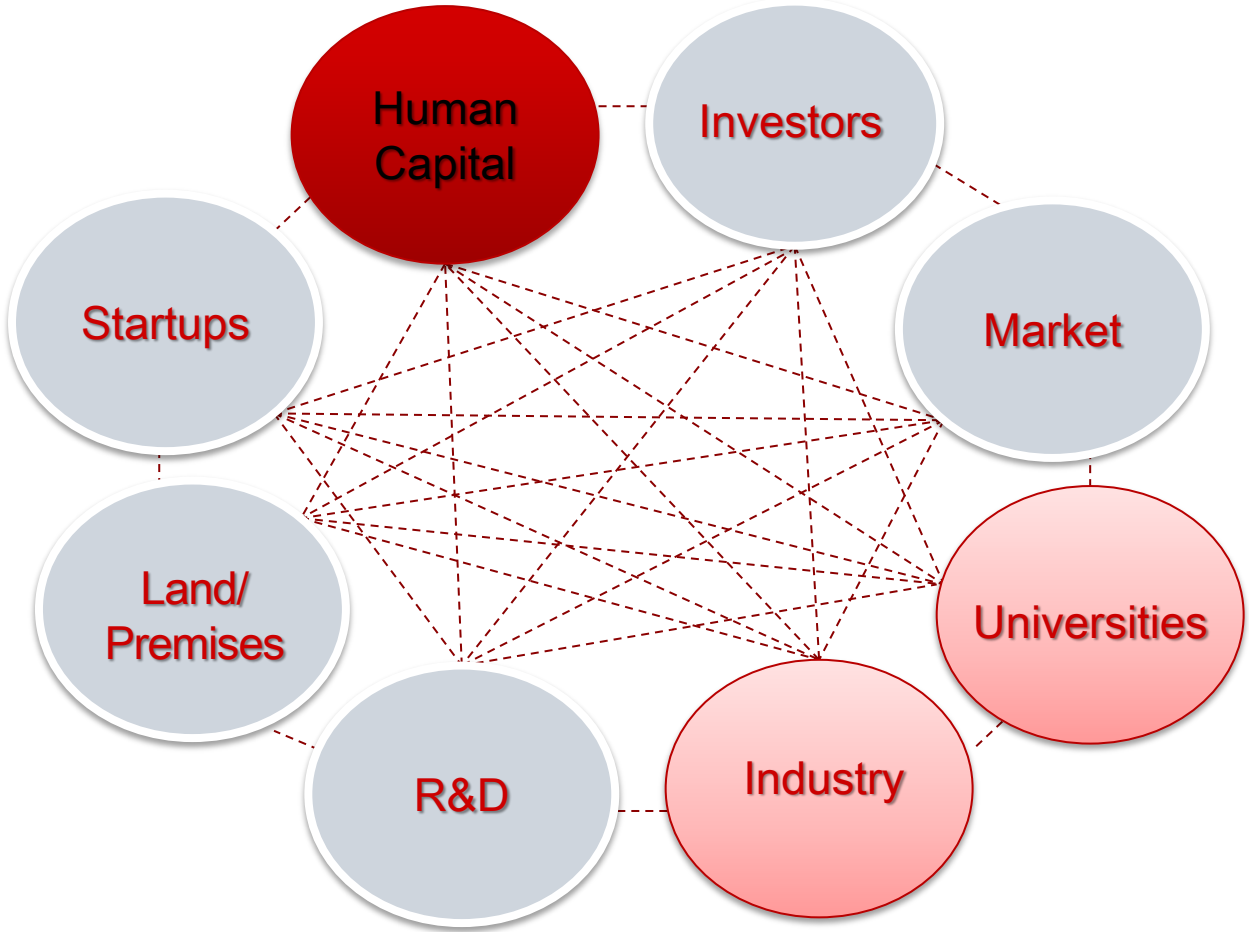 Human
Capital
Investors
Startups
Market
Land/
Premises
Universities
R&D
Industry